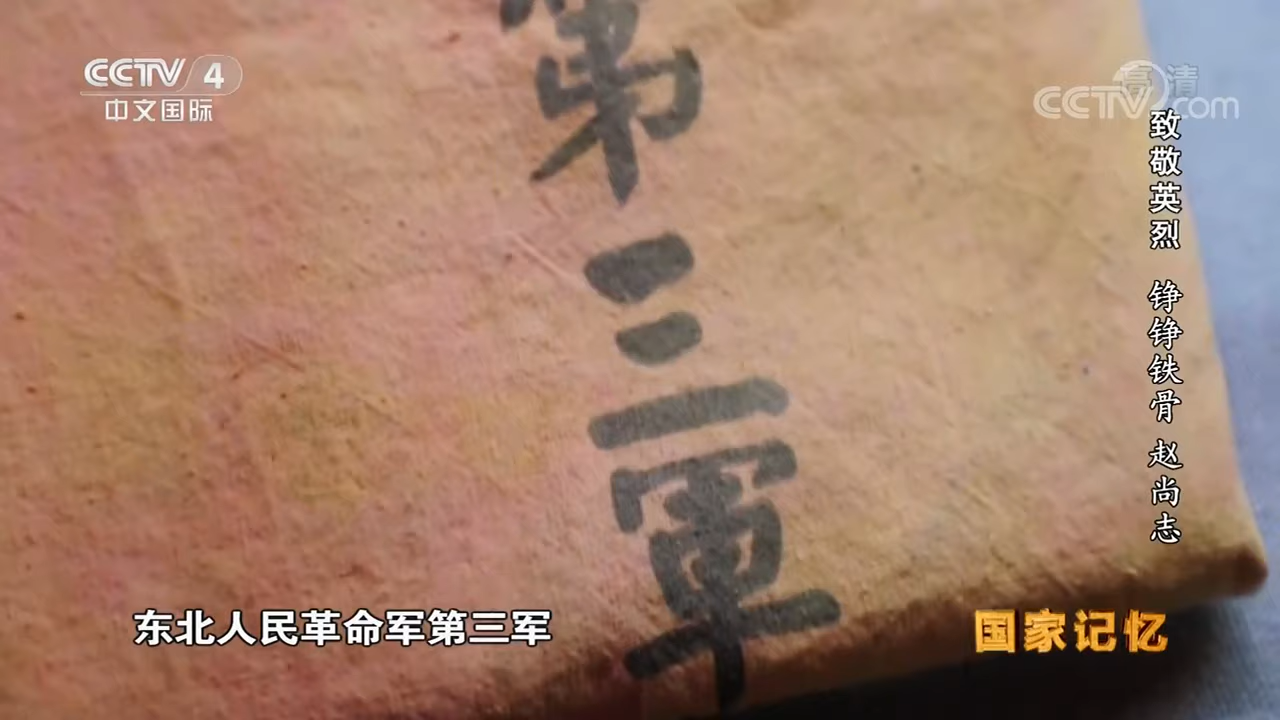 CCTV 4
中文国际
高清
CCTV.com
致敬英烈 铮铮铁骨 赵尚志
第三軍
东北人民革命军第三军
国家记忆